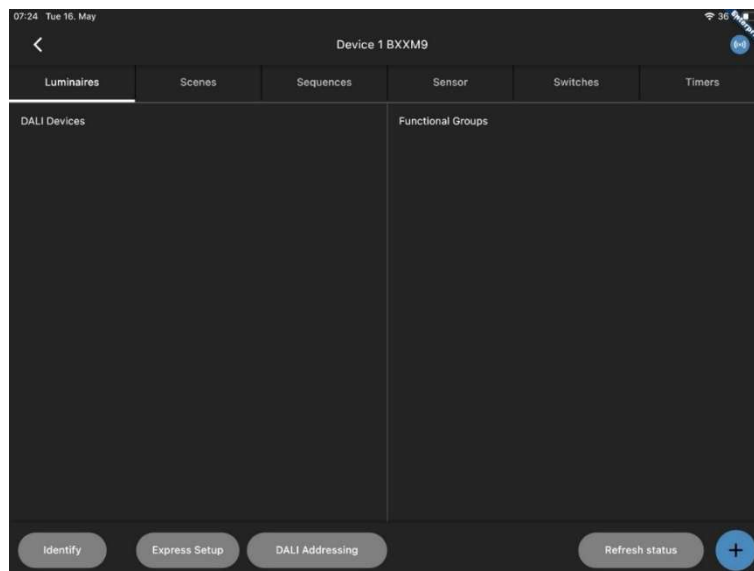 07:24 Tue 16. May
36
Device 1 BXXM9
Luminaires Scenes Sequences Sensor Switches Timers
DALI Devices Functional Groups
Identify Express Setup DALI Addressing Refresh status +